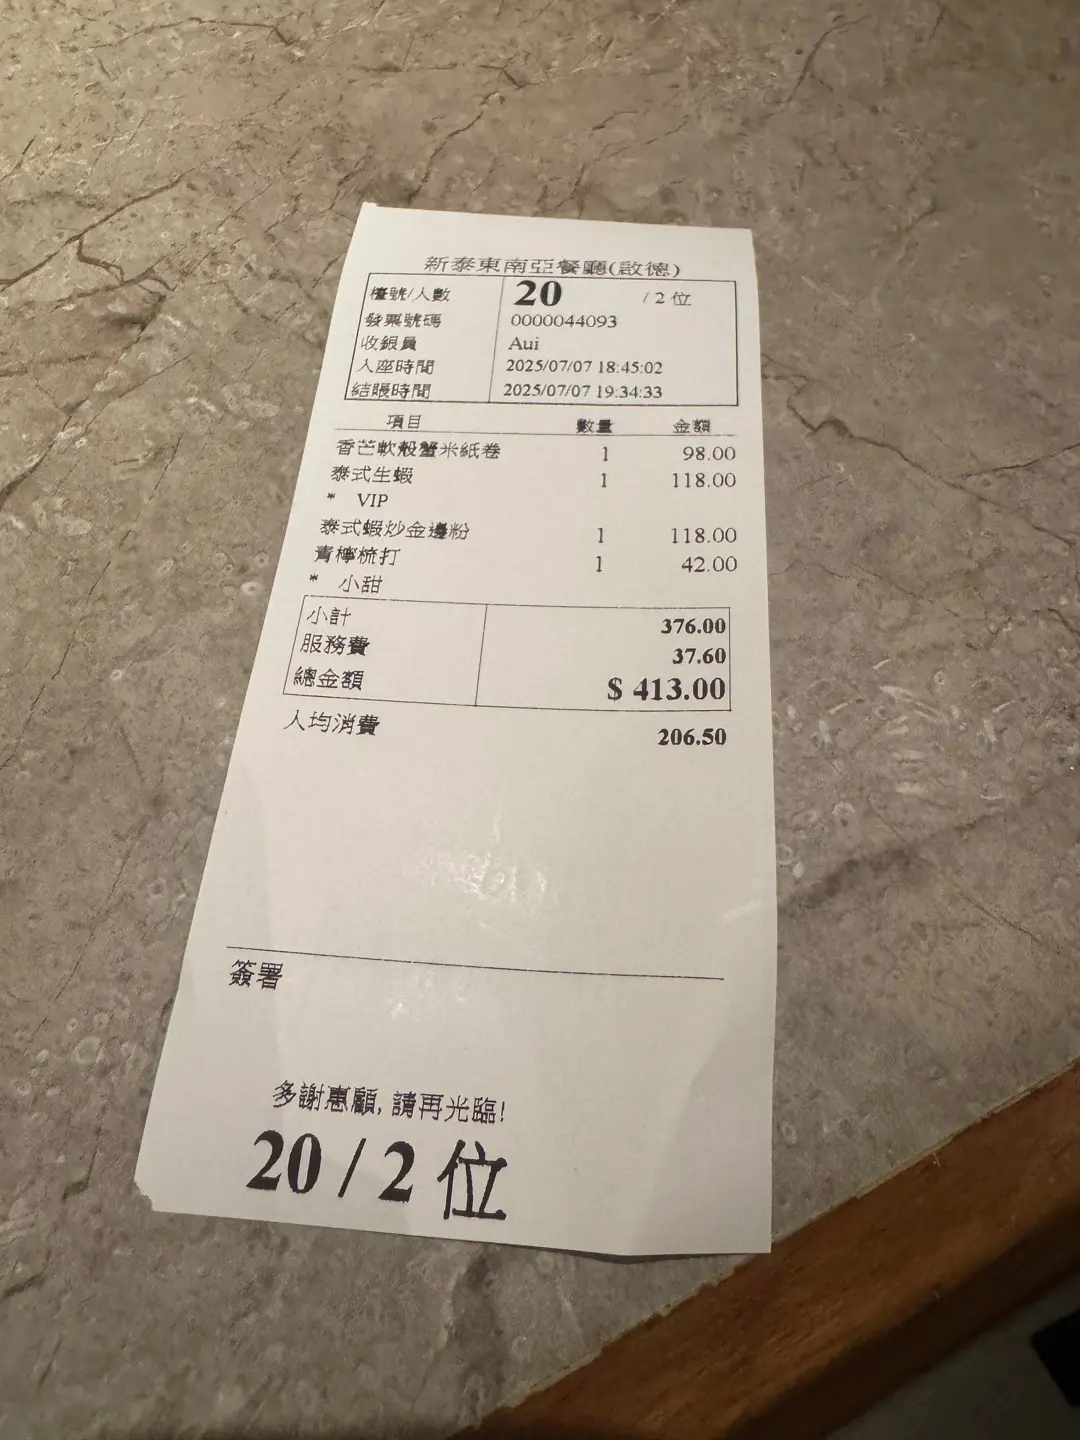 新泰東南亞餐廳(啟德)
檯號/人數 20 / 2 位
發票號碼 0000044093
收銀員 Aui
入座時間 2025/07/07 18:45:02
結賬時間 2025/07/07 19:34:33
項目 數量 金額
香芒軟殼蟹米紙卷 1 98.00
泰式生蝦 1 118.00
* VIP
泰式蝦炒金邊粉 1 118.00
青檸梳打 1 42.00
* 小甜
小計 376.00
服務費 37.60
總金額 $ 413.00
人均消費 206.50
簽署
多謝惠顧, 請再光臨!
20 / 2 位